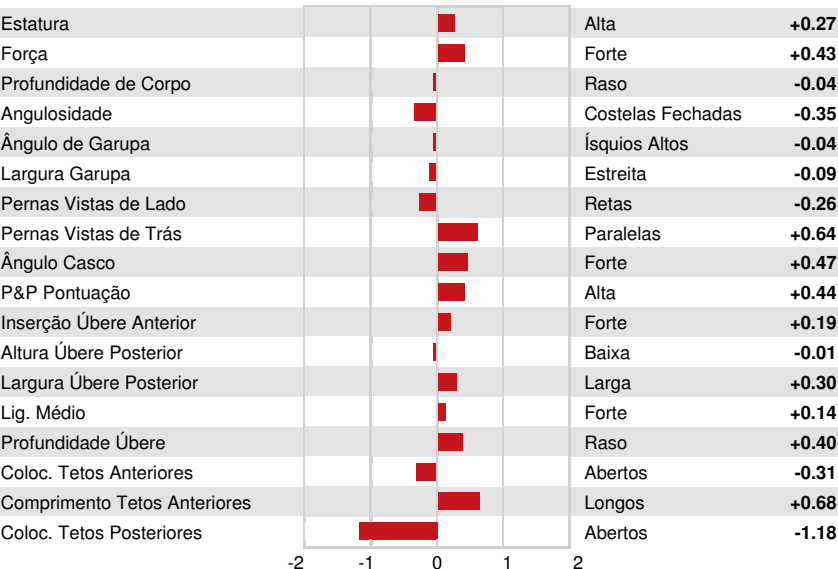 Estatura Alta +0.27
Força Forte +0.43
Profundidade de Corpo Raso -0.04
Angulosidade Costelas Fechadas -0.35
Ângulo de Garupa Ísquios Altos -0.04
Largura Garupa Estreita -0.09
Pernas Vistas de Lado Retas -0.26
Pernas Vistas de Trás Paralelas +0.64
Ângulo Casco Forte +0.47
P&P Pontuação Alta +0.44
Inserção Úbere Anterior Forte +0.19
Altura Úbere Posterior Baixa -0.01
Largura Úbere Posterior Larga +0.30
Lig. Médio Forte +0.14
Profundidade Úbere Raso +0.40
Coloc. Tetos Anteriores Abertos -0.31
Comprimento Tetos Anteriores Longos +0.68
Coloc. Tetos Posteriores Abertos -1.18
-2 -1 0 1 2